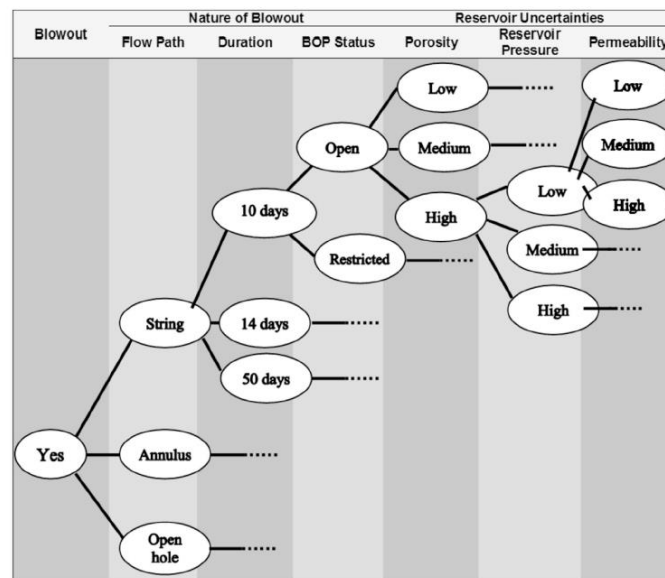 Blowout
Nature of Blowout
Reservoir Uncertainties
Flow Path
Duration
BOP Status
Porosity
Reservoir
Pressure
Permeability
Low
Low
Open
Medium
Medium
10 days
High
Low
High
Restricted
Medium
String
14 days
High
50 days
Yes
Annulus
Open
hole